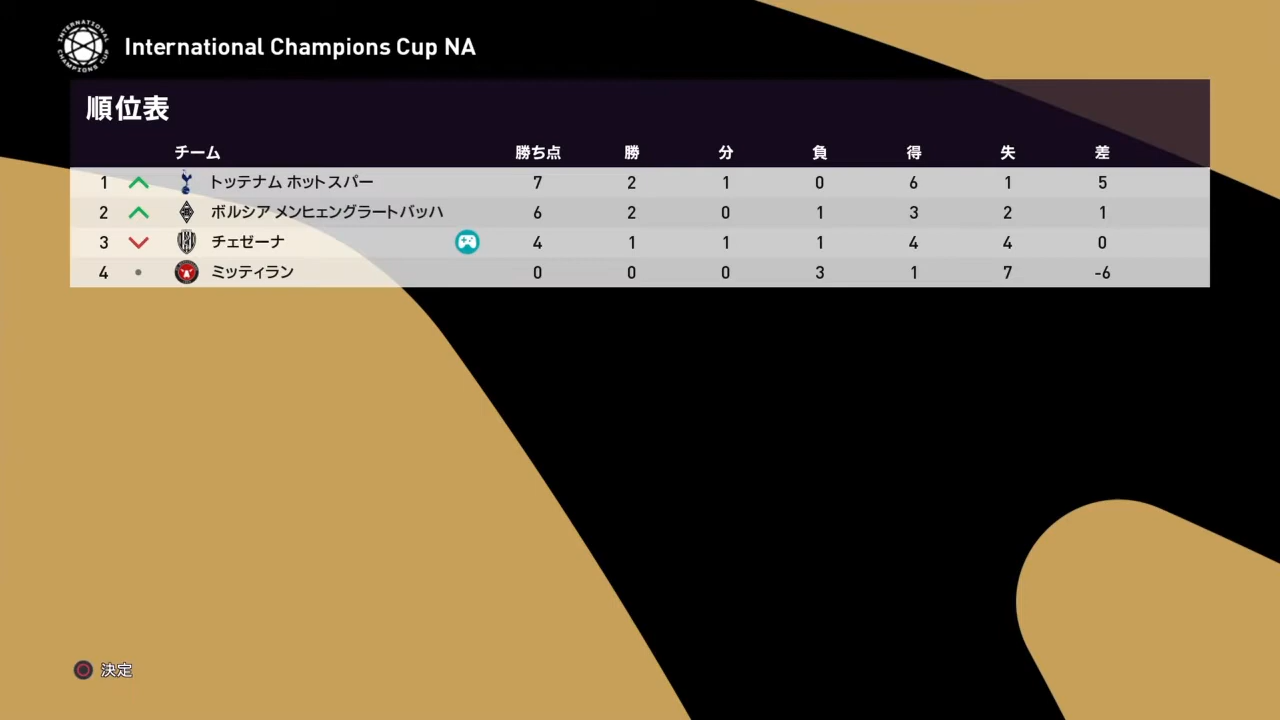 INTERNATIONAL CHAMPIONS CUP
International Champions Cup NA
順位表
チーム 勝ち点 勝 分 負 得 失 差
1 トッテナム ホットスパー 7 2 1 0 6 1 5
2 ボルシア メンヒェングラートバッハ 6 2 0 1 3 2 1
3 チェゼーナ 4 1 1 1 4 4 0
4 ミッティラン 0 0 0 3 1 7 -6
決定